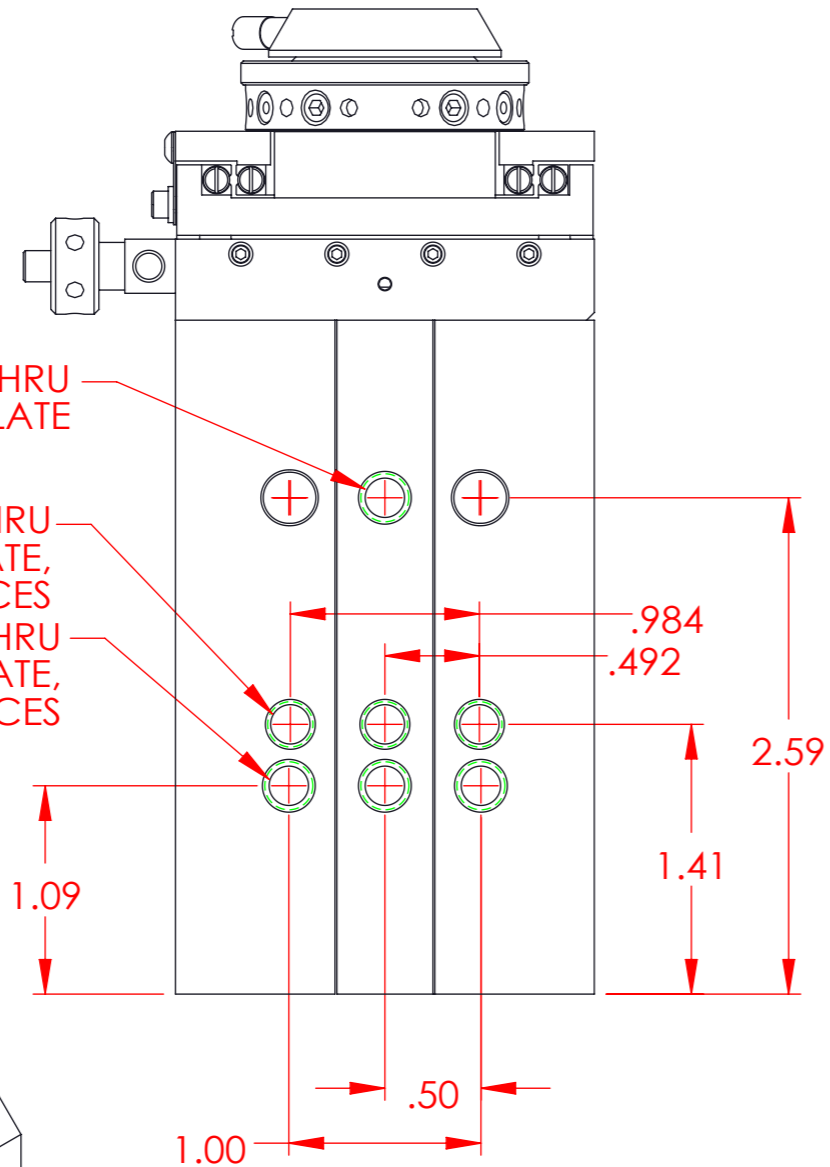 HRU
LATE
HRU
ATE,
CES
HRU
ATE,
CES
.984
.492
2.59
1.41
1.09
.50
1.00